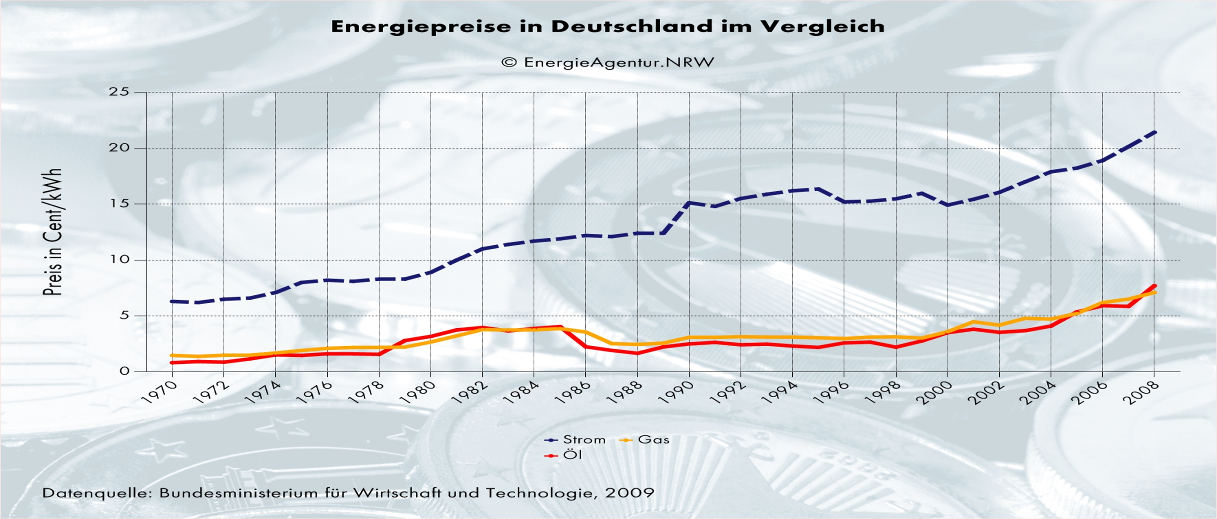 Energiepreise in Deutschland im Vergleich
© EnergieAgentur.NRW
Preis in Cent/kWh
25
20
15
10
5
0
1970 1972 1974 1976 1978 1980 1982 1984 1986 1988 1990 1992 1994 1996 1998 2000 2002 2004 2006 2008
Strom Gas
Öl
Datenquelle: Bundesministerium für Wirtschaft und Technologie, 2009